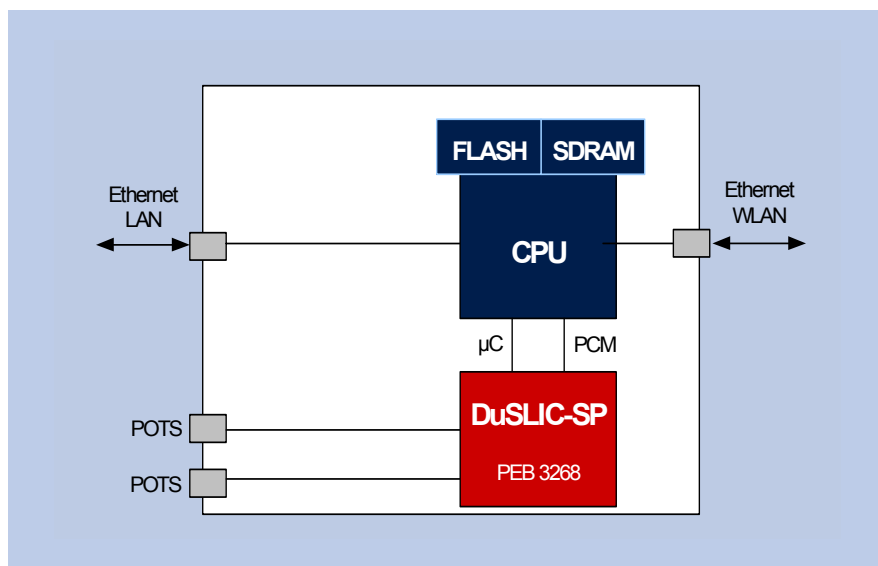 FLASH SDRAM
Ethernet
LAN
Ethernet
WLAN
CPU
µC PCM
DuSLIC-SP
POTS
PEB 3268
POTS